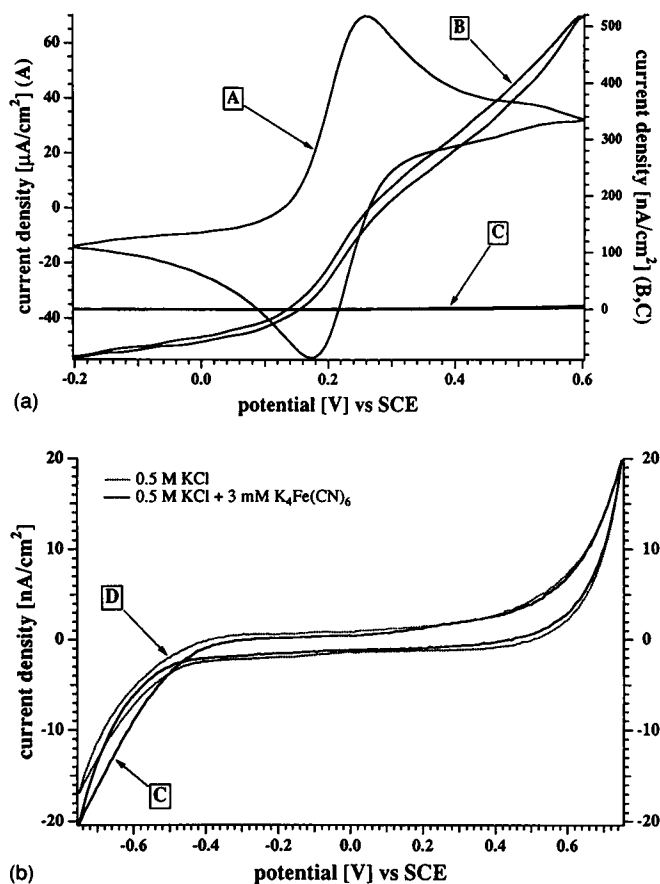 60
40
20
0
-20
-40
current density [µA/cm²] (A)
500
400
300
200
100
0
current density [nA/cm²] (B,C)
A
B
C
-0.2
0.0
0.2
0.4
0.6
potential [V] vs SCE
(a)
20
10
0
-10
-20
current density [nA/cm²]
0.5 M KCl
0.5 M KCl + 3 mM K₄Fe(CN)₆
D
C
20
10
0
-10
-20
-0.6
-0.4
-0.2
0.0
0.2
0.4
0.6
potential [V] vs SCE
(b)